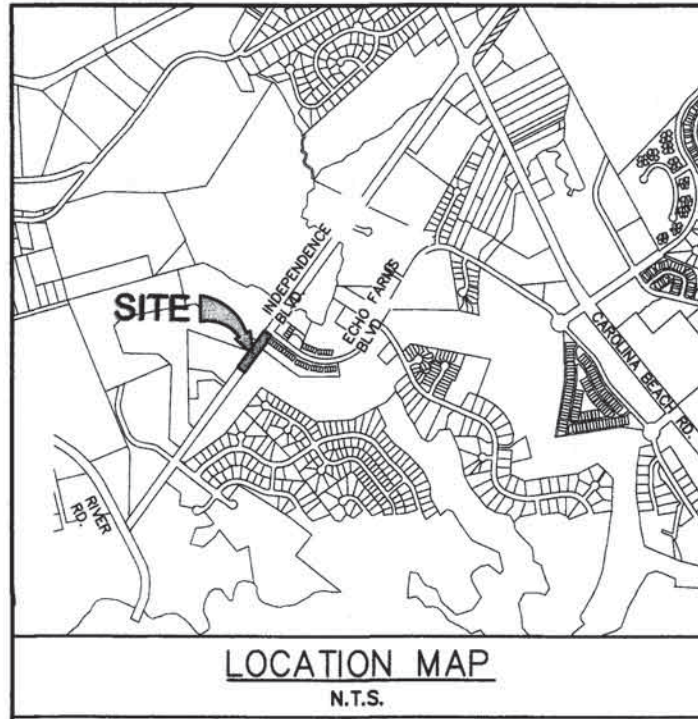 INDEPENDENCE
BLVD.
SITE
ECHO FARMS
BLVD.
CAROLINA BEACH RD.
RIVER
RD.
LOCATION MAP
N.T.S.